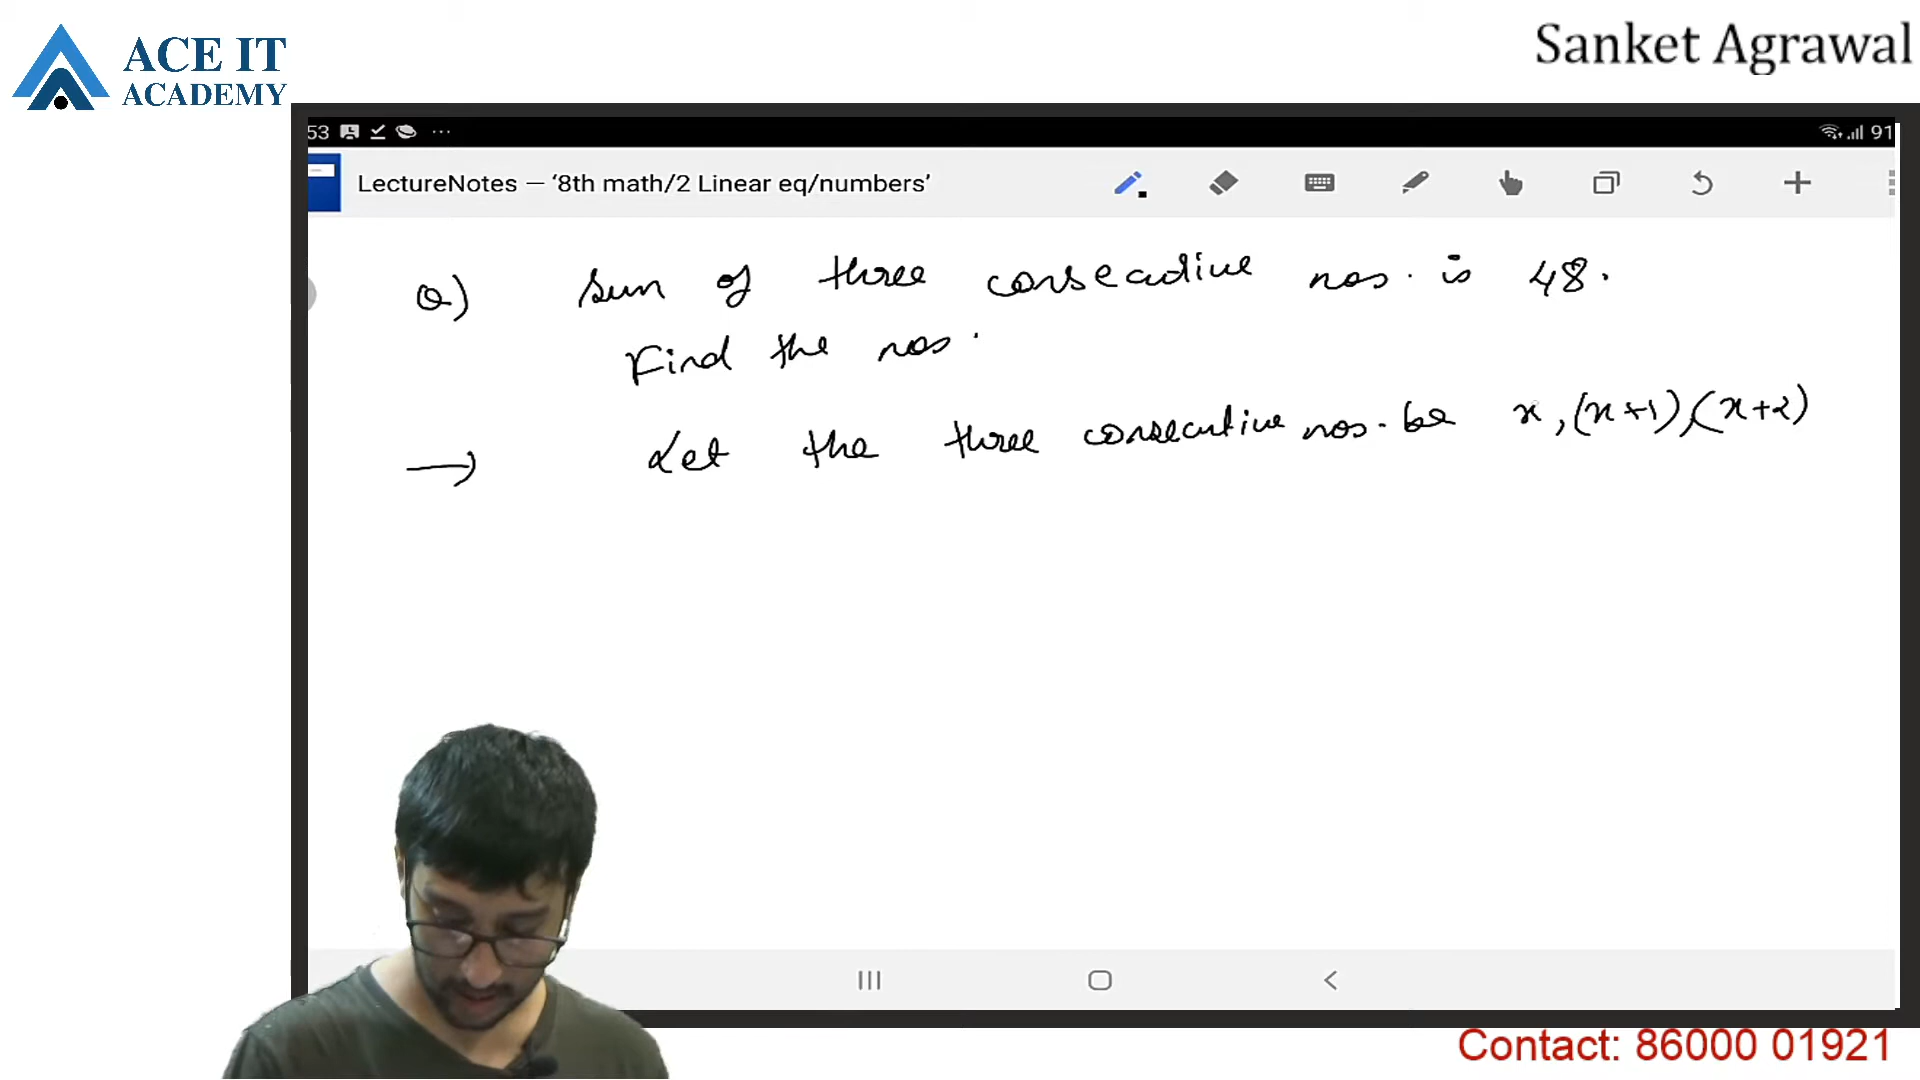 ACE IT
ACADEMY
Sanket Agrawal
53
91
LectureNotes — ‘8th math/2 Linear eq/numbers’
Q) Sum of three consecutive nos. is 48.
Find the nos.
→ Let the three consecutive nos. be x, (x+1), (x+2)
Contact: 86000 01921